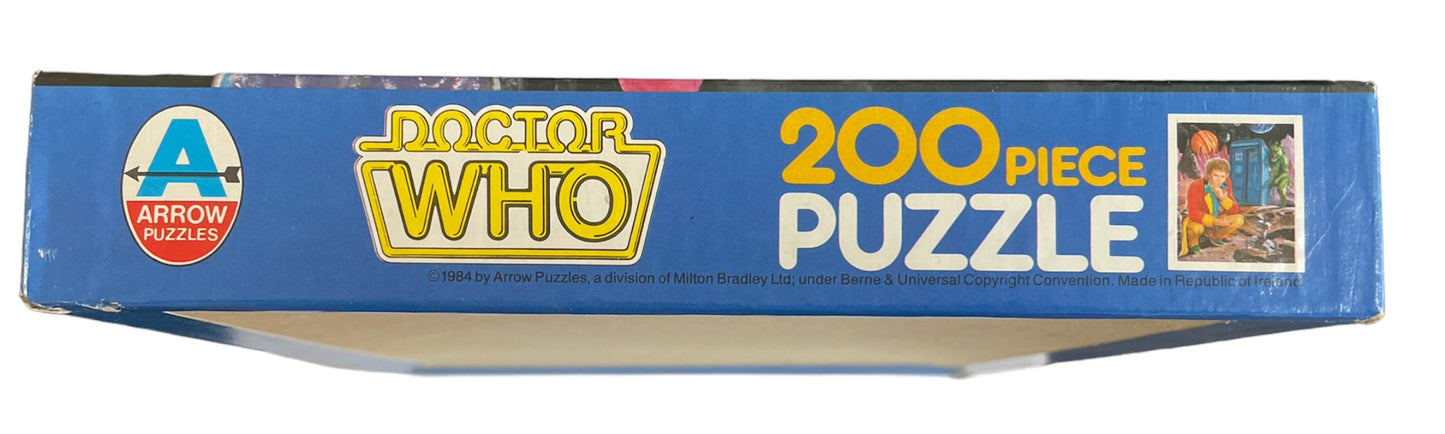 A
ARROW
PUZZLES
DOCTOR
WHO
200 PIECE
PUZZLE
©1984 by Arrow Puzzles, a division of Milton Bradley Ltd; under Berne & Universal Copyright Convention. Made in Republic of Ireland.